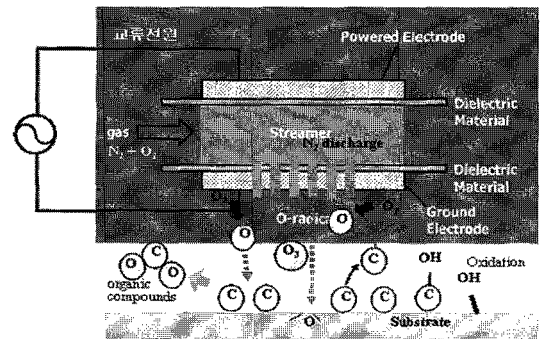 교류전원
Powered Electrode
Dielectric
Material
gas
N₂ + O₂
Streamer
N₂ discharge
Dielectric
Material
O-radical
O
O
Ground
Electrode
O₃
C
O
O
organic
compounds
C
OH
OH
Oxidation
C
C
C
C
C
O
Substrate